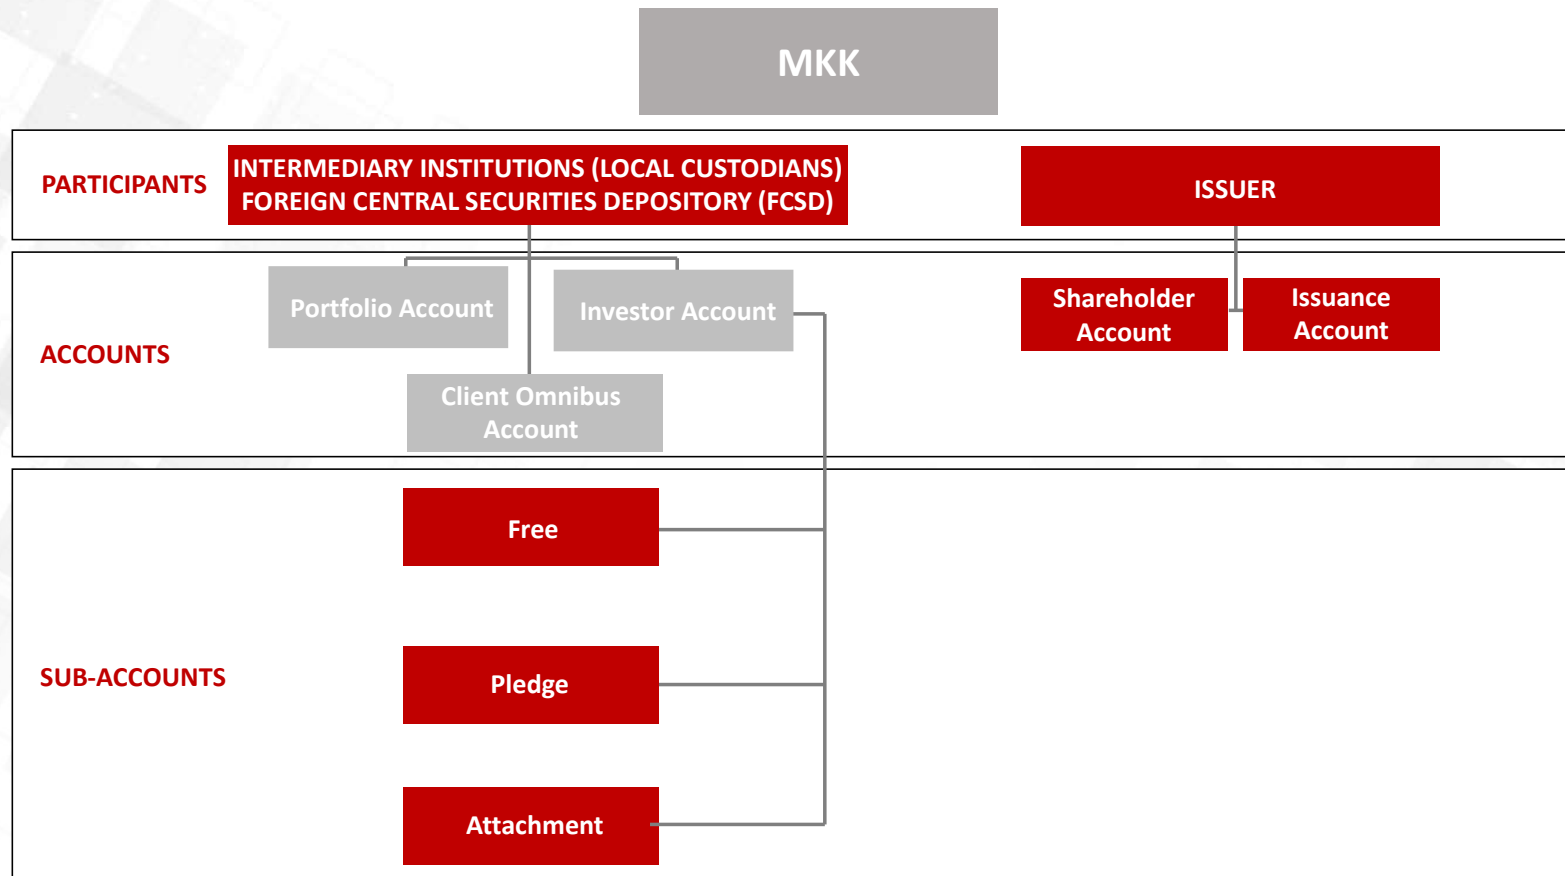 MKK
PARTICIPANTS
INTERMEDIARY INSTITUTIONS (LOCAL CUSTODIANS)
FOREIGN CENTRAL SECURITIES DEPOSITORY (FCSD)
ISSUER
ACCOUNTS
Portfolio Account
Investor Account
Client Omnibus
Account
Shareholder
Account
Issuance
Account
SUB-ACCOUNTS
Free
Pledge
Attachment